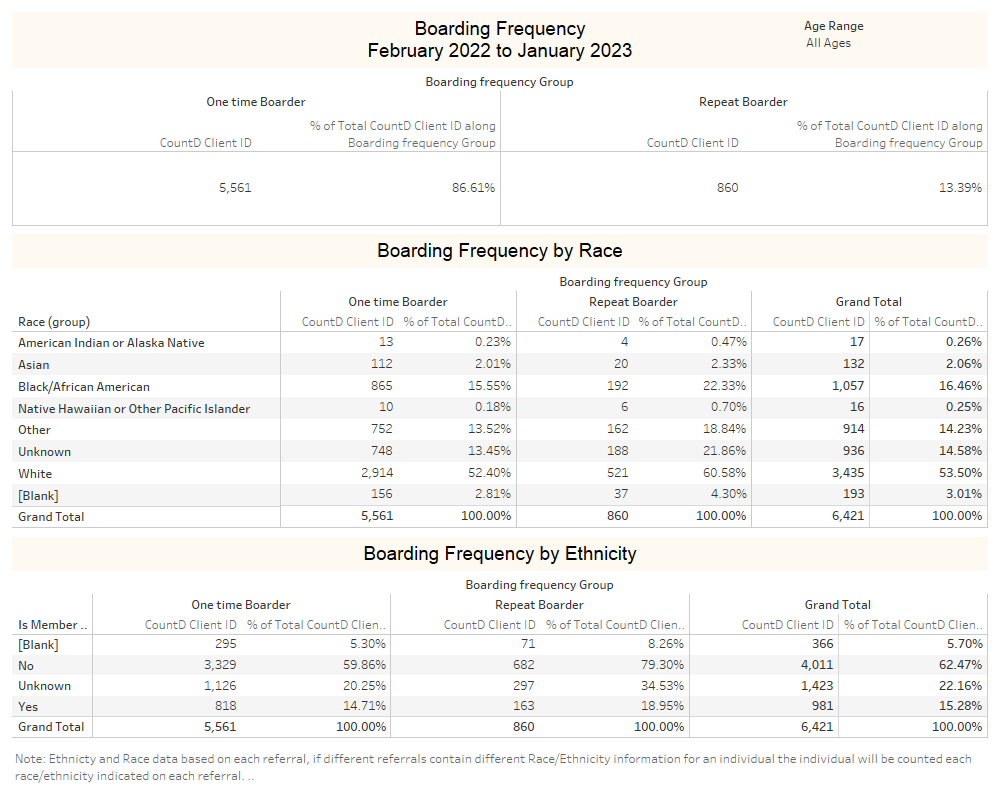 Boarding Frequency
February 2022 to January 2023
Age Range
All Ages
Boarding frequency Group
One time Boarder Repeat Boarder
CountD Client ID % of Total CountD Client ID along Boarding frequency Group CountD Client ID % of Total CountD Client ID along Boarding frequency Group
5,561 86.61% 860 13.39%
Boarding Frequency by Race
Boarding frequency Group
One time Boarder Repeat Boarder Grand Total
Race (group) CountD Client ID % of Total CountD.. CountD Client ID % of Total CountD.. CountD Client ID % of Total CountD..
American Indian or Alaska Native 13 0.23% 4 0.47% 17 0.26%
Asian 112 2.01% 20 2.33% 132 2.06%
Black/African American 865 15.55% 192 22.33% 1,057 16.46%
Native Hawaiian or Other Pacific Islander 10 0.18% 6 0.70% 16 0.25%
Other 752 13.52% 162 18.84% 914 14.23%
Unknown 748 13.45% 188 21.86% 936 14.58%
White 2,914 52.40% 521 60.58% 3,435 53.50%
[Blank] 156 2.81% 37 4.30% 193 3.01%
Grand Total 5,561 100.00% 860 100.00% 6,421 100.00%
Boarding Frequency by Ethnicity
Boarding frequency Group
One time Boarder Repeat Boarder Grand Total
Is Member .. CountD Client ID % of Total CountD Clien.. CountD Client ID % of Total CountD Clien.. CountD Client ID % of Total CountD Clien..
[Blank] 295 5.30% 71 8.26% 366 5.70%
No 3,329 59.86% 682 79.30% 4,011 62.47%
Unknown 1,126 20.25% 297 34.53% 1,423 22.16%
Yes 818 14.71% 163 18.95% 981 15.28%
Grand Total 5,561 100.00% 860 100.00% 6,421 100.00%
Note: Ethnicty and Race data based on each referral, if different referrals contain different Race/Ethnicity information for an individual the individual will be counted each
race/ethnicity indicated on each referral. ..